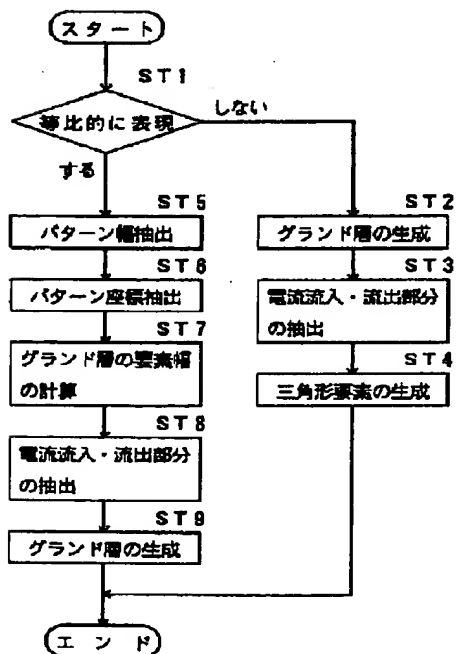 スタート
ST1
等比的に表現
しない
する
ST5
パターン幅抽出
ST6
パターン座標抽出
ST7
グランド層の要素幅
の計算
ST8
電流流入・流出部分
の抽出
ST9
グランド層の生成
ST2
グランド層の生成
ST3
電流流入・流出部分
の抽出
ST4
三角形要素の生成
エンド